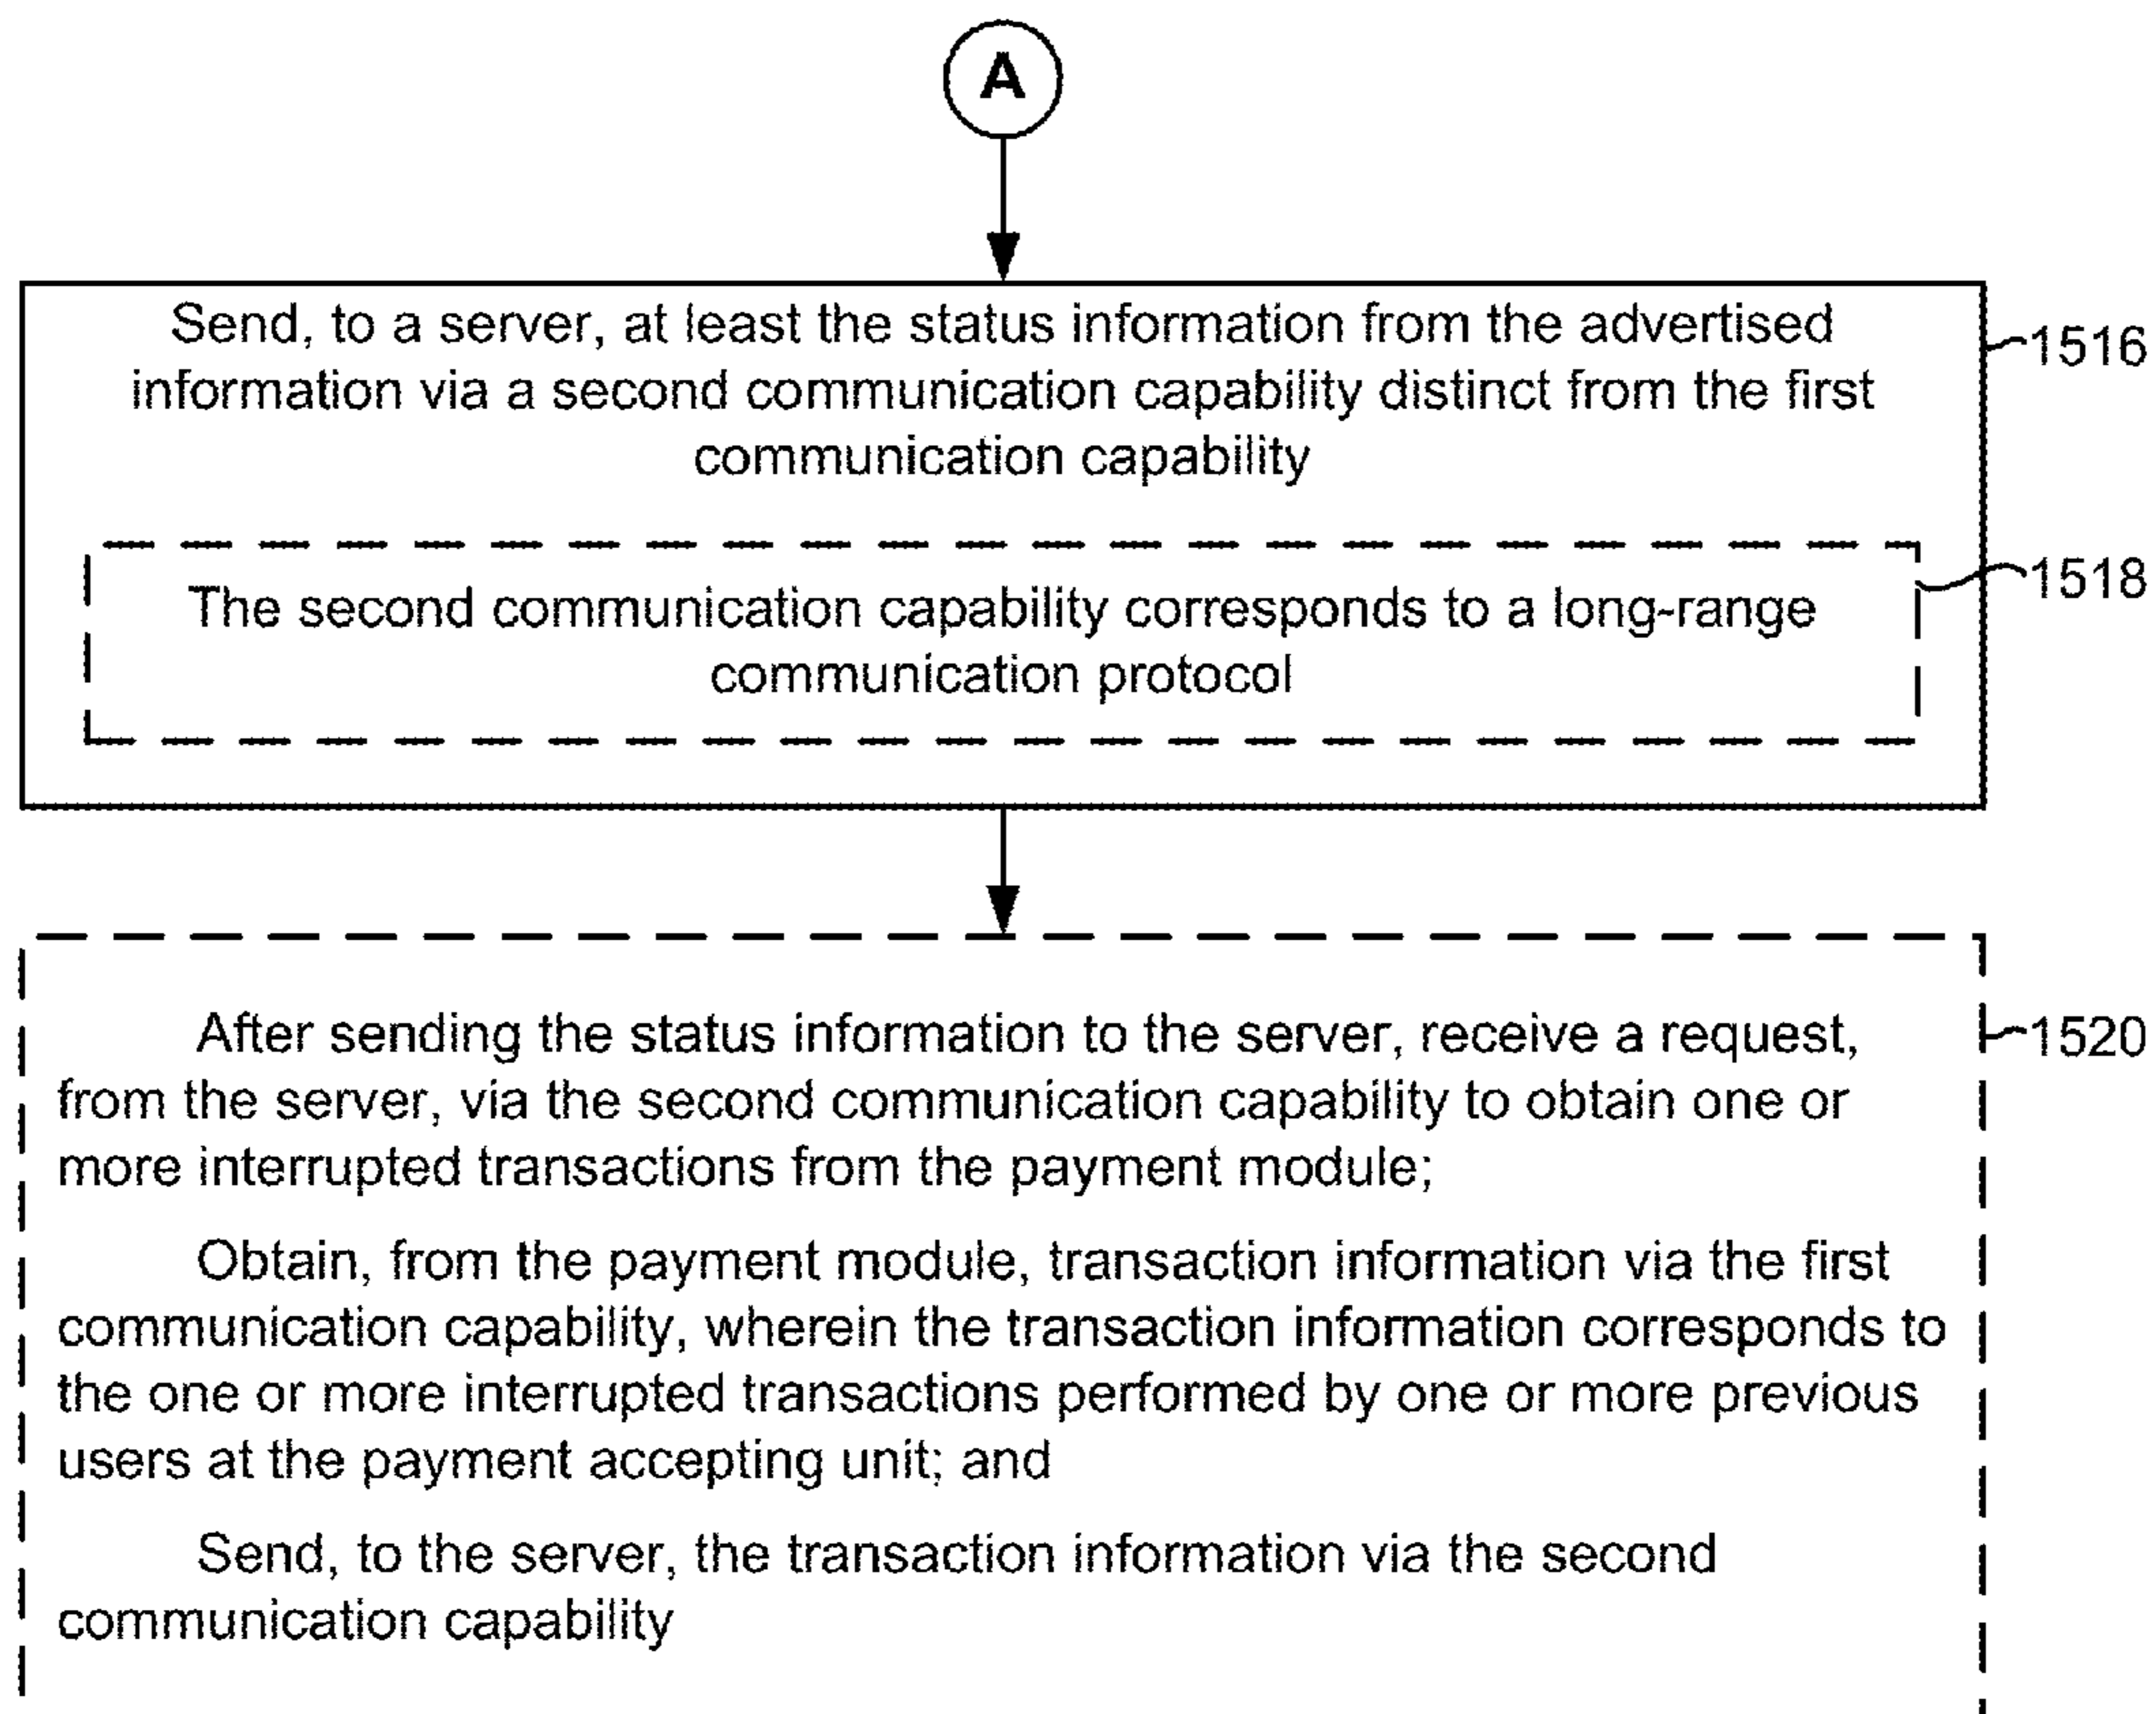 A
Send, to a server, at least the status information from the advertised
information via a second communication capability distinct from the first
communication capability
1516
The second communication capability corresponds to a long-range
communication protocol
1518
After sending the status information to the server, receive a request,
from the server, via the second communication capability to obtain one or
more interrupted transactions from the payment module;
1520
Obtain, from the payment module, transaction information via the first
communication capability, wherein the transaction information corresponds to
the one or more interrupted transactions performed by one or more previous
users at the payment accepting unit; and
Send, to the server, the transaction information via the second
communication capability